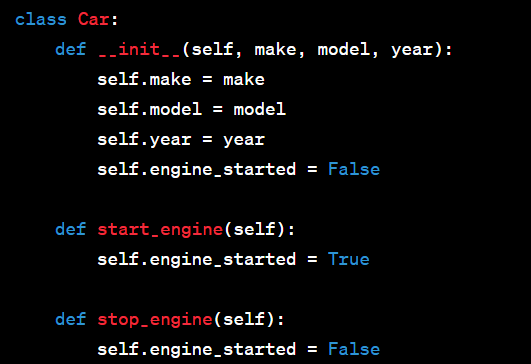 class Car:
    def __init__(self, make, model, year):
        self.make = make
        self.model = model
        self.year = year
        self.engine_started = False
    def start_engine(self):
        self.engine_started = True
    def stop_engine(self):
        self.engine_started = False